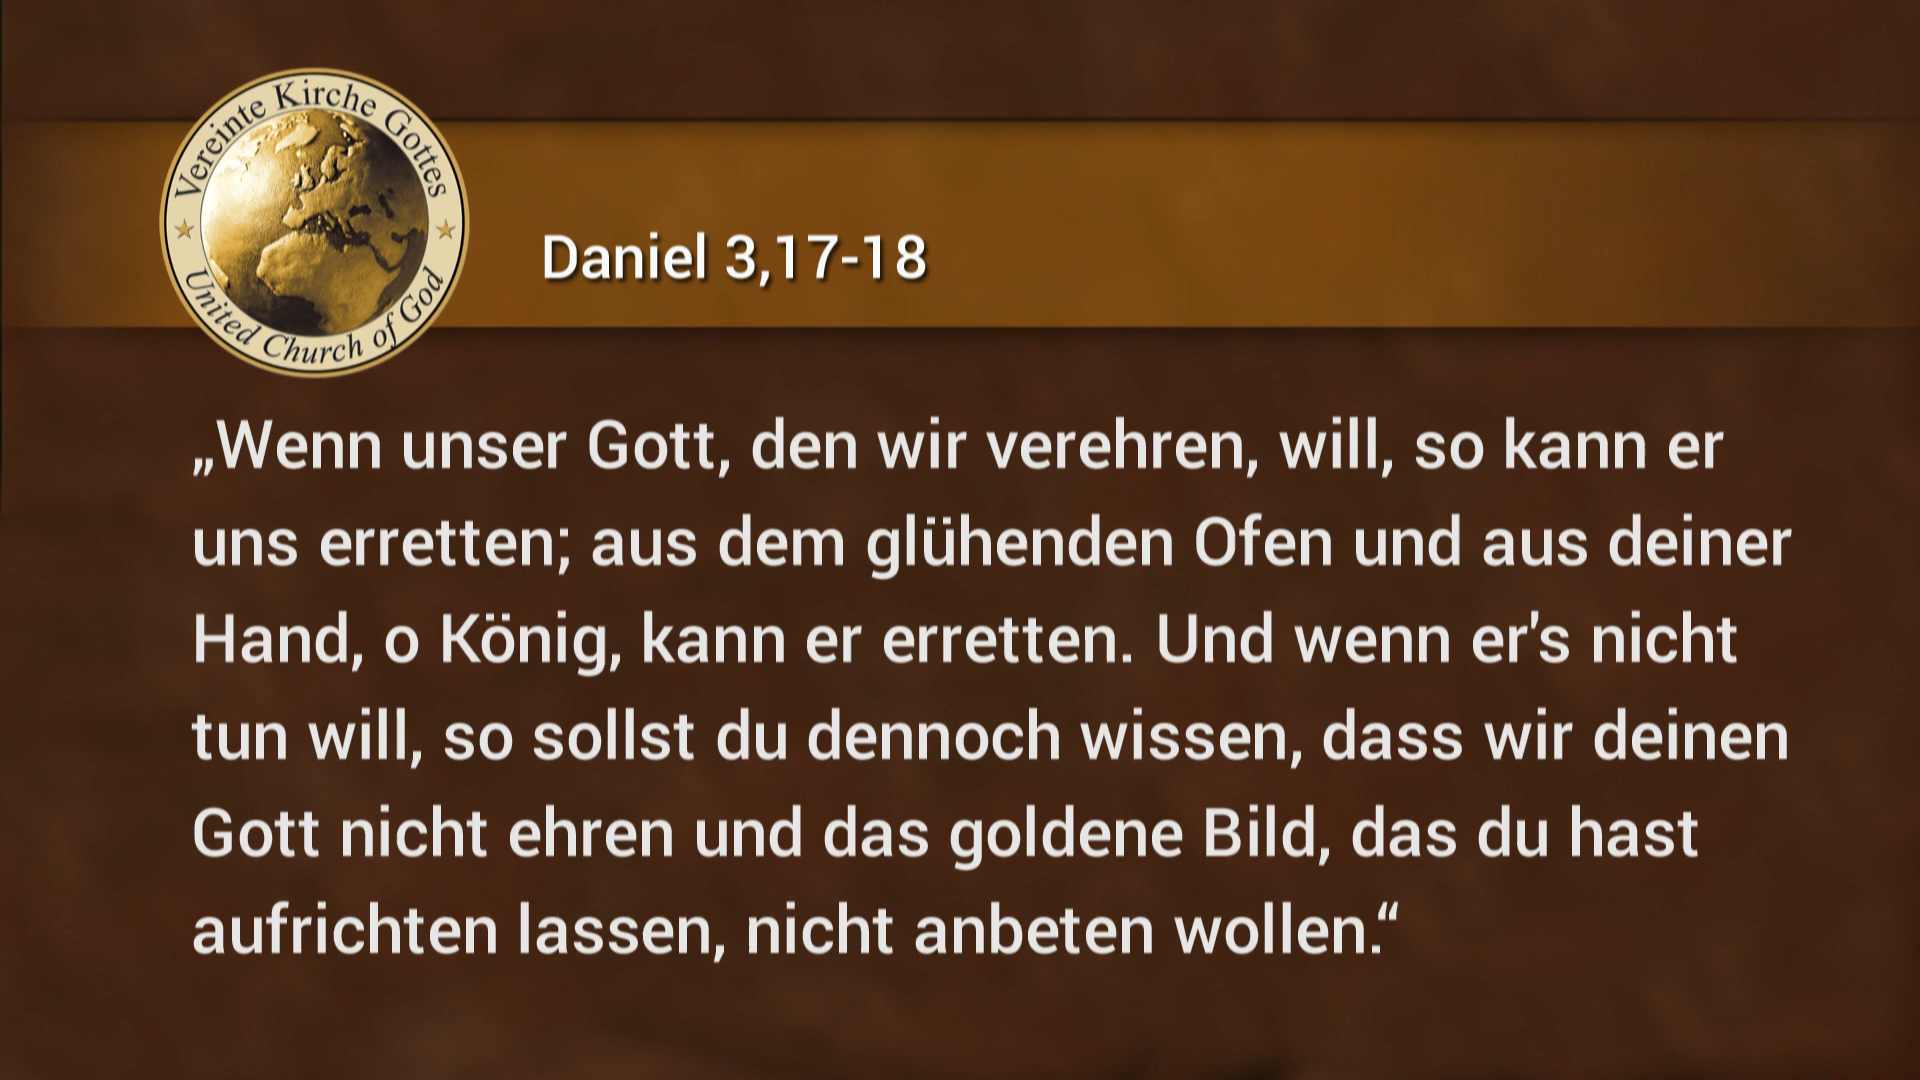 Vereinte Kirche Gottes
United Church of God
Daniel 3,17-18
„Wenn unser Gott, den wir verehren, will, so kann er
uns erretten; aus dem glühenden Ofen und aus deiner
Hand, o König, kann er erretten. Und wenn er's nicht
tun will, so sollst du dennoch wissen, dass wir deinen
Gott nicht ehren und das goldene Bild, das du hast
aufrichten lassen, nicht anbeten wollen.“